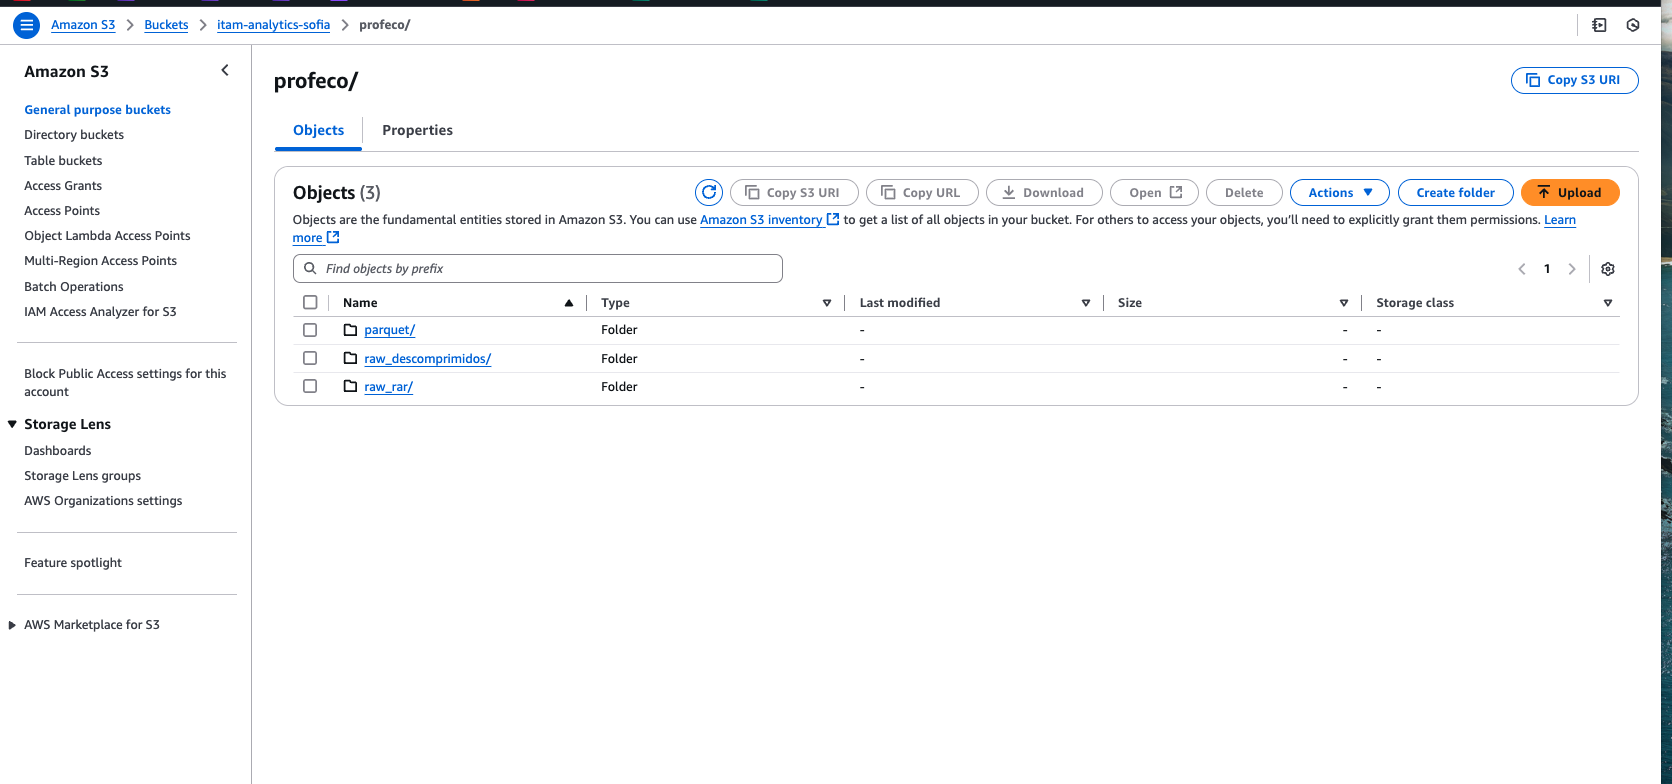 Amazon S3 > Buckets > itam-analytics-sofia > profeco/
Amazon S3
General purpose buckets
Directory buckets
Table buckets
Access Grants
Access Points
Object Lambda Access Points
Multi-Region Access Points
Batch Operations
IAM Access Analyzer for S3
Block Public Access settings for this
account
Storage Lens
Dashboards
Storage Lens groups
AWS Organizations settings
Feature spotlight
AWS Marketplace for S3
profeco/
Copy S3 URI
Objects Properties
Objects (3)
Copy S3 URI Copy URL Download Open Delete Actions Create folder Upload
Objects are the fundamental entities stored in Amazon S3. You can use Amazon S3 inventory to get a list of all objects in your bucket. For others to access your objects, you'll need to explicitly grant them permissions. Learn
more
Find objects by prefix
1
Name Type Last modified Size Storage class
parquet/ Folder - - -
raw_descomprimidos/ Folder - - -
raw_rar/ Folder - - -